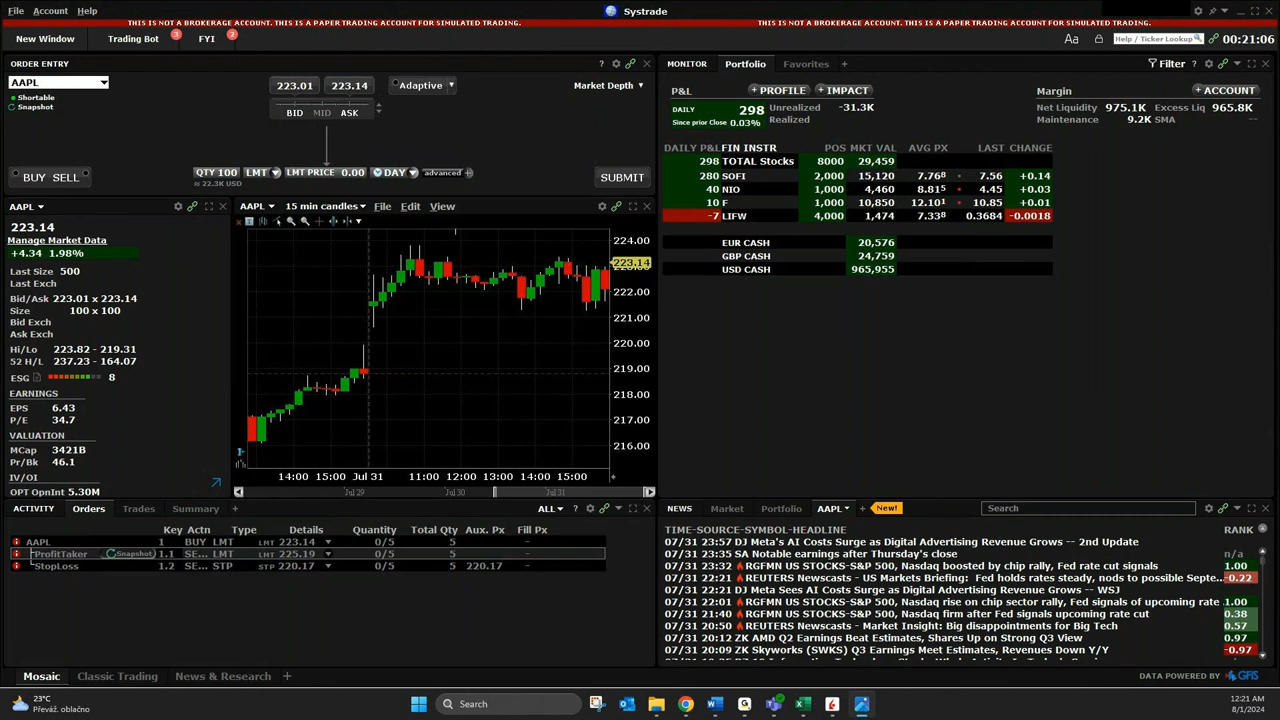 File Account Help
Systrade
THIS IS NOT A BROKERAGE ACCOUNT. THIS IS A PAPER TRADING ACCOUNT FOR SIMULATED TRADING. THIS IS NOT A BROKERAGE ACCOUNT. THIS IS A PAPER TRADING ACCOUNT FOR SIMULATED TRADING.
New Window Trading Bot 3 FYI 2
Aa Help / Ticker Lookup 00:21:06
ORDER ENTRY ?
AAPL
Shortable
Snapshot
223.01 223.14 Adaptive Market Depth
BID MID ASK
BUY SELL QTY 100 LMT LMT PRICE 0.00 DAY advanced + SUBMIT
≈ 22.3K USD
MONITOR Portfolio Favorites + Filter ?
P&L + PROFILE + IMPACT Margin + ACCOUNT
DAILY 298 Unrealized -31.3K Net Liquidity 975.1K Excess Liq 965.8K
Since prior Close 0.03% Realized Maintenance 9.2K SMA --
DAILY P&L FIN INSTR POS MKT VAL AVG PX LAST CHANGE
298 TOTAL Stocks 8000 29,459
280 SOFI 2,000 15,120 7.768 7.56 +0.14
40 NIO 1,000 4,460 8.815 4.45 +0.03
10 F 1,000 10,850 12.101 10.85 +0.01
-7 LIFW 4,000 1,474 7.338 0.3684 -0.0018
EUR CASH 20,576
GBP CASH 24,759
USD CASH 965,955
AAPL
223.14
Manage Market Data
+4.34 1.98%
Last Size 500
Last Exch
Bid/Ask 223.01 x 223.14
Size 100 x 100
Bid Exch
Ask Exch
Hi/Lo 223.82 - 219.31
52 H/L 237.23 - 164.07
ESG 8
EARNINGS
EPS 6.43
P/E 34.7
VALUATION
MCap 3421B
Pr/Bk 46.1
IV/OI
OPT OpnInt 5.30M
AAPL 15 min candles File Edit View
224.00
223.14
222.00
221.00
220.00
219.00
218.00
217.00
216.00
14:00 15:00 Jul 31 11:00 12:00 13:00 14:00 15:00
Jul 29 Jul 30 Jul 31
ACTIVITY Orders Trades Summary + ALL ?
Key Actn Type Details Quantity Total Qty Aux. Px Fill Px
AAPL 1 BUY LMT LMT 223.14 0/5 5 –
ProfitTaker Snapshot 1.1 SE... LMT LMT 225.19 0/5 5 –
StopLoss 1.2 SE... STP STP 220.17 0/5 5 220.17 –
NEWS Market Portfolio AAPL + New! Search
TIME-SOURCE-SYMBOL-HEADLINE RANK
07/31 23:57 DJ Meta's AI Costs Surge as Digital Advertising Revenue Grows -- 2nd Update
07/31 23:35 SA Notable earnings after Thursday's close n/a
07/31 23:32 RGFMN US STOCKS-S&P 500, Nasdaq boosted by chip rally, Fed rate cut signals 1.00
07/31 22:21 REUTERS Newscasts - US Markets Briefing: Fed holds rates steady, nods to possible Septe... -0.22
07/31 22:21 DJ Meta Sees AI Costs Surge as Digital Advertising Revenue Grows -- WSJ
07/31 22:01 RGFMN US STOCKS-S&P 500, Nasdaq rise on chip sector rally, Fed signals of upcoming rate 1.00
07/31 21:40 RGFMN US STOCKS-S&P 500, Nasdaq firm after Fed signals upcoming rate cut 0.38
07/31 20:50 REUTERS Newscasts - Market Insight: Big disappointments for Big Tech 0.57
07/31 20:12 ZK AMD Q2 Earnings Beat Estimates, Shares Up on Strong Q3 View 0.97
07/31 20:09 ZK Skyworks (SWKS) Q3 Earnings Meet Estimates, Revenues Down Y/Y -0.97
Mosaic Classic Trading News & Research + DATA POWERED BY GFIS
23°C
Převáž. oblačno
Search
12:21 AM
8/1/2024